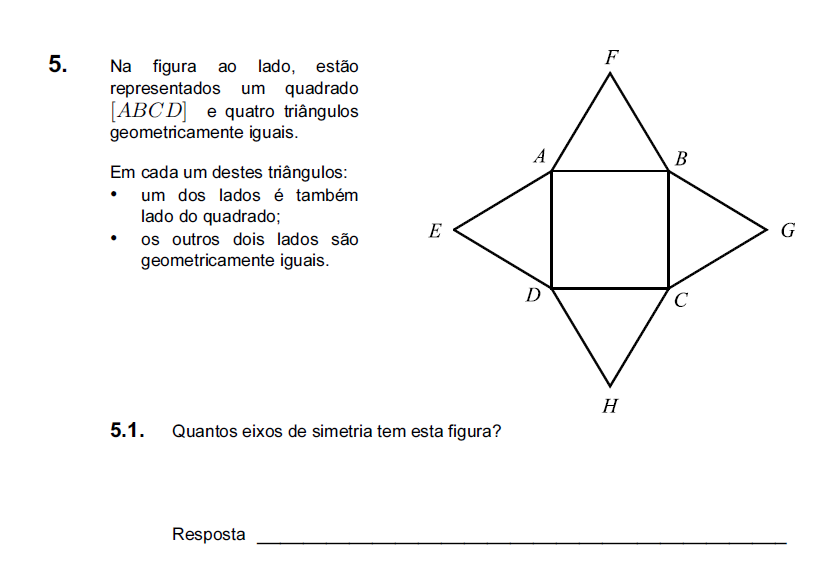 5.
Na figura ao lado, estão
representados um quadrado
[ABCD] e quatro triângulos
geometricamente iguais.
Em cada um destes triângulos:
• um dos lados é também
lado do quadrado;
• os outros dois lados são
geometricamente iguais.
F
A
B
E
G
D
C
H
5.1. Quantos eixos de simetria tem esta figura?
Resposta